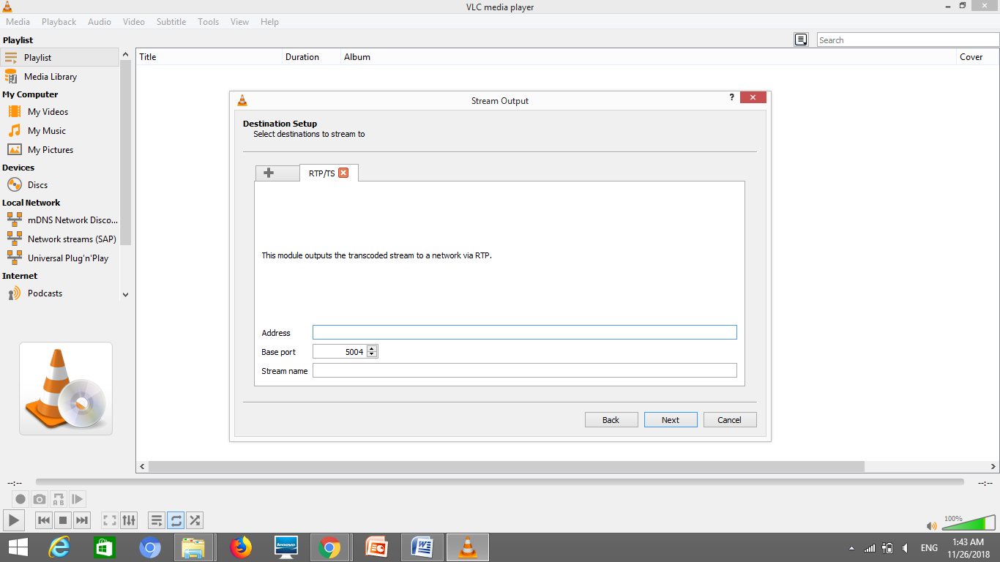 VLC media player
Media Playback Audio Video Subtitle Tools View Help
Playlist
Search
Playlist
Media Library
My Computer
My Videos
My Music
My Pictures
Devices
Discs
Local Network
mDNS Network Disco...
Network streams (SAP)
Universal Plug'n'Play
Internet
Podcasts
Title Duration Album Cover
Stream Output
?
Destination Setup
Select destinations to stream to
RTP/TS
This module outputs the transcoded stream to a network via RTP.
Address
Base port 5004
Stream name
Back Next Cancel
--:-- --:--
A B
100%
lenovo
ENG
1:43 AM
11/26/2018